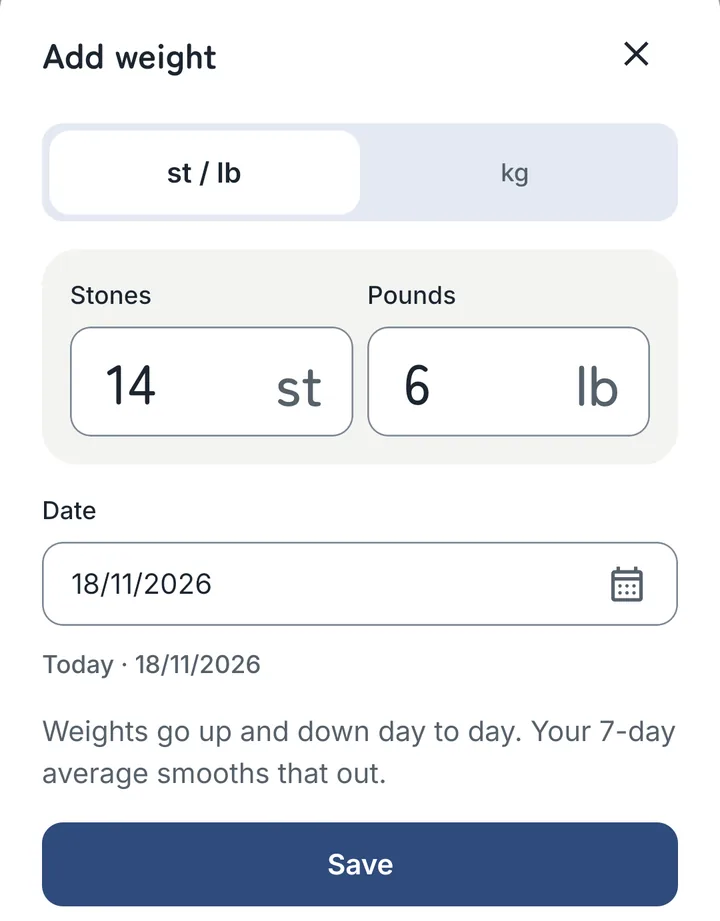 Add weight
st / lb
kg
Stones
Pounds
14 st
6 lb
Date
18/11/2026
Today · 18/11/2026
Weights go up and down day to day. Your 7-day
average smooths that out.
Save